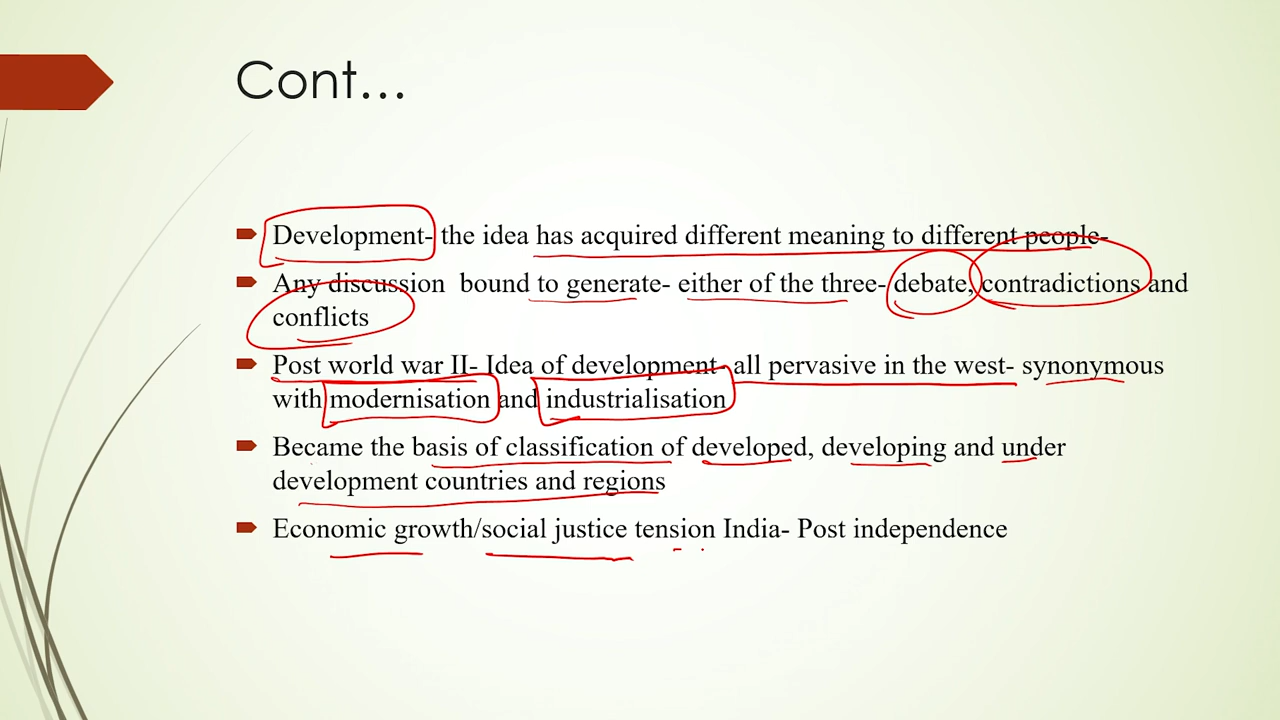 Cont…
Development- the idea has acquired different meaning to different people-
Any discussion bound to generate- either of the three- debate, contradictions and
conflicts
Post world war II- Idea of development- all pervasive in the west- synonymous
with modernisation and industrialisation
Became the basis of classification of developed, developing and under
development countries and regions
Economic growth/social justice tension India- Post independence